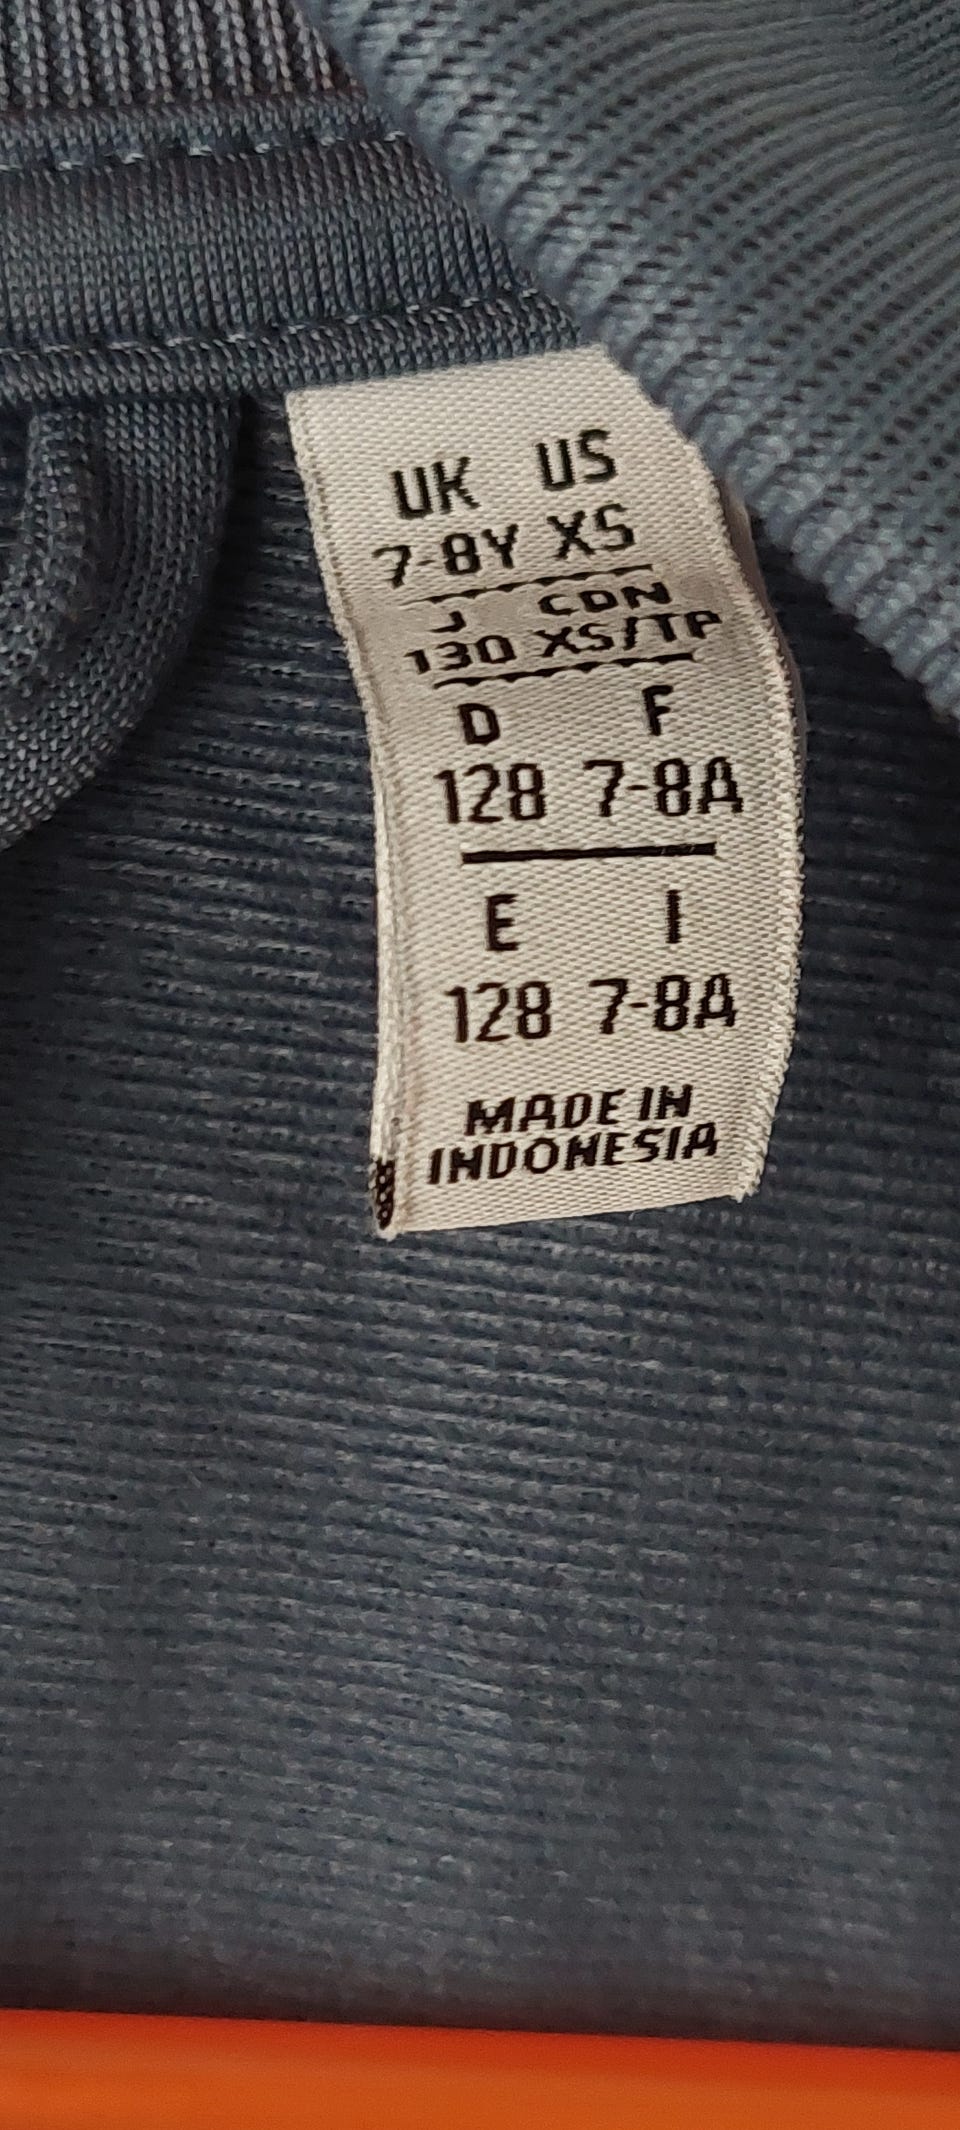 UK US
7-8Y XS
J CDN
130 XS/TP
D F
128 7-8A
E I
128 7-8A
MADE IN
INDONESIA